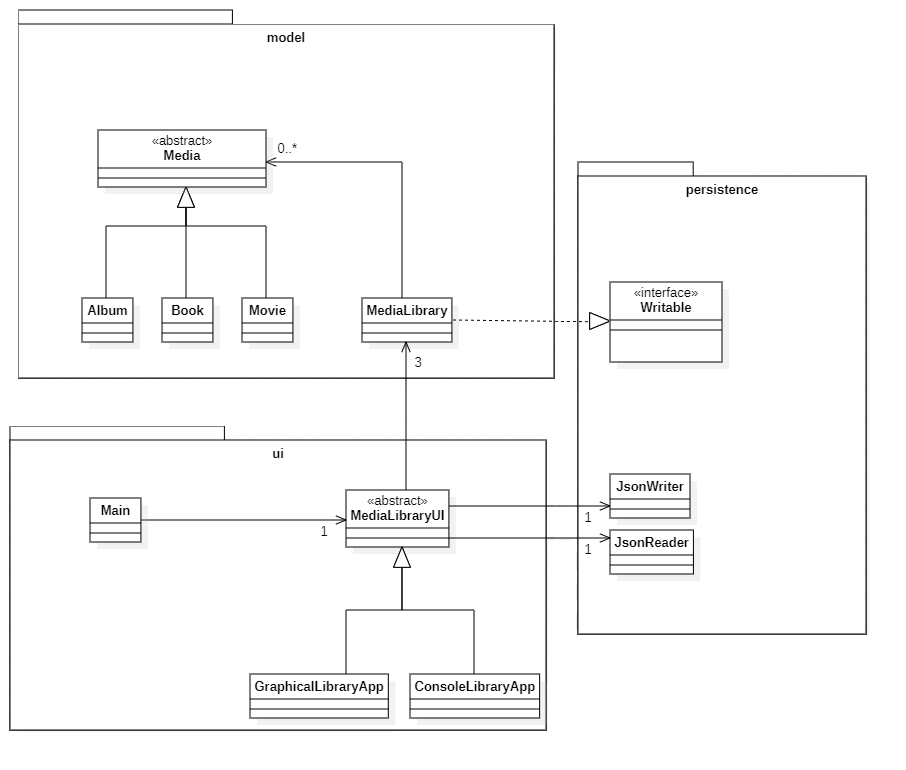 model
«abstract»
Media
0..*
Album
Book
Movie
MediaLibrary
3
persistence
«interface»
Writable
JsonWriter
JsonReader
ui
Main
1
«abstract»
MediaLibraryUI
1
1
GraphicalLibraryApp
ConsoleLibraryApp